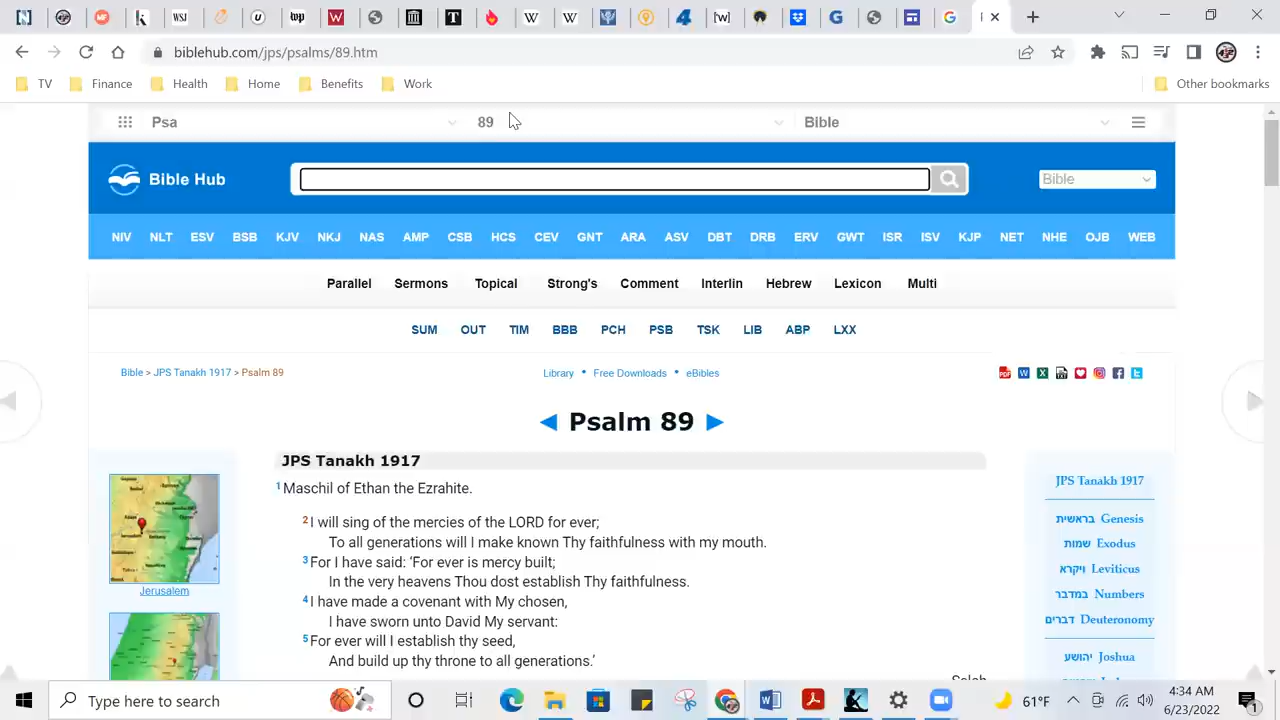 biblehub.com/jps/psalms/89.htm
TV Finance Health Home Benefits Work Other bookmarks
Psa 89 Bible
Bible Hub Bible
NIV NLT ESV BSB KJV NKJ NAS AMP CSB HCS CEV GNT ARA ASV DBT DRB ERV GWT ISR ISV KJP NET NHE OJB WEB
Parallel Sermons Topical Strong's Comment Interlin Hebrew Lexicon Multi
SUM OUT TIM BBB PCH PSB TSK LIB ABP LXX
Bible > JPS Tanakh 1917 > Psalm 89
Library • Free Downloads • eBibles
◄ Psalm 89 ►
JPS Tanakh 1917
1 Maschil of Ethan the Ezrahite.
2 I will sing of the mercies of the LORD for ever;
To all generations will I make known Thy faithfulness with my mouth.
3 For I have said: ‘For ever is mercy built;
In the very heavens Thou dost establish Thy faithfulness.
4 I have made a covenant with My chosen,
I have sworn unto David My servant:
5 For ever will I establish thy seed,
And build up thy throne to all generations.’
Jerusalem
JPS Tanakh 1917
בראשית Genesis
שמות Exodus
ויקרא Leviticus
במדבר Numbers
דברים Deuteronomy
יהושע Joshua
Type here to search
61°F
4:34 AM
6/23/2022